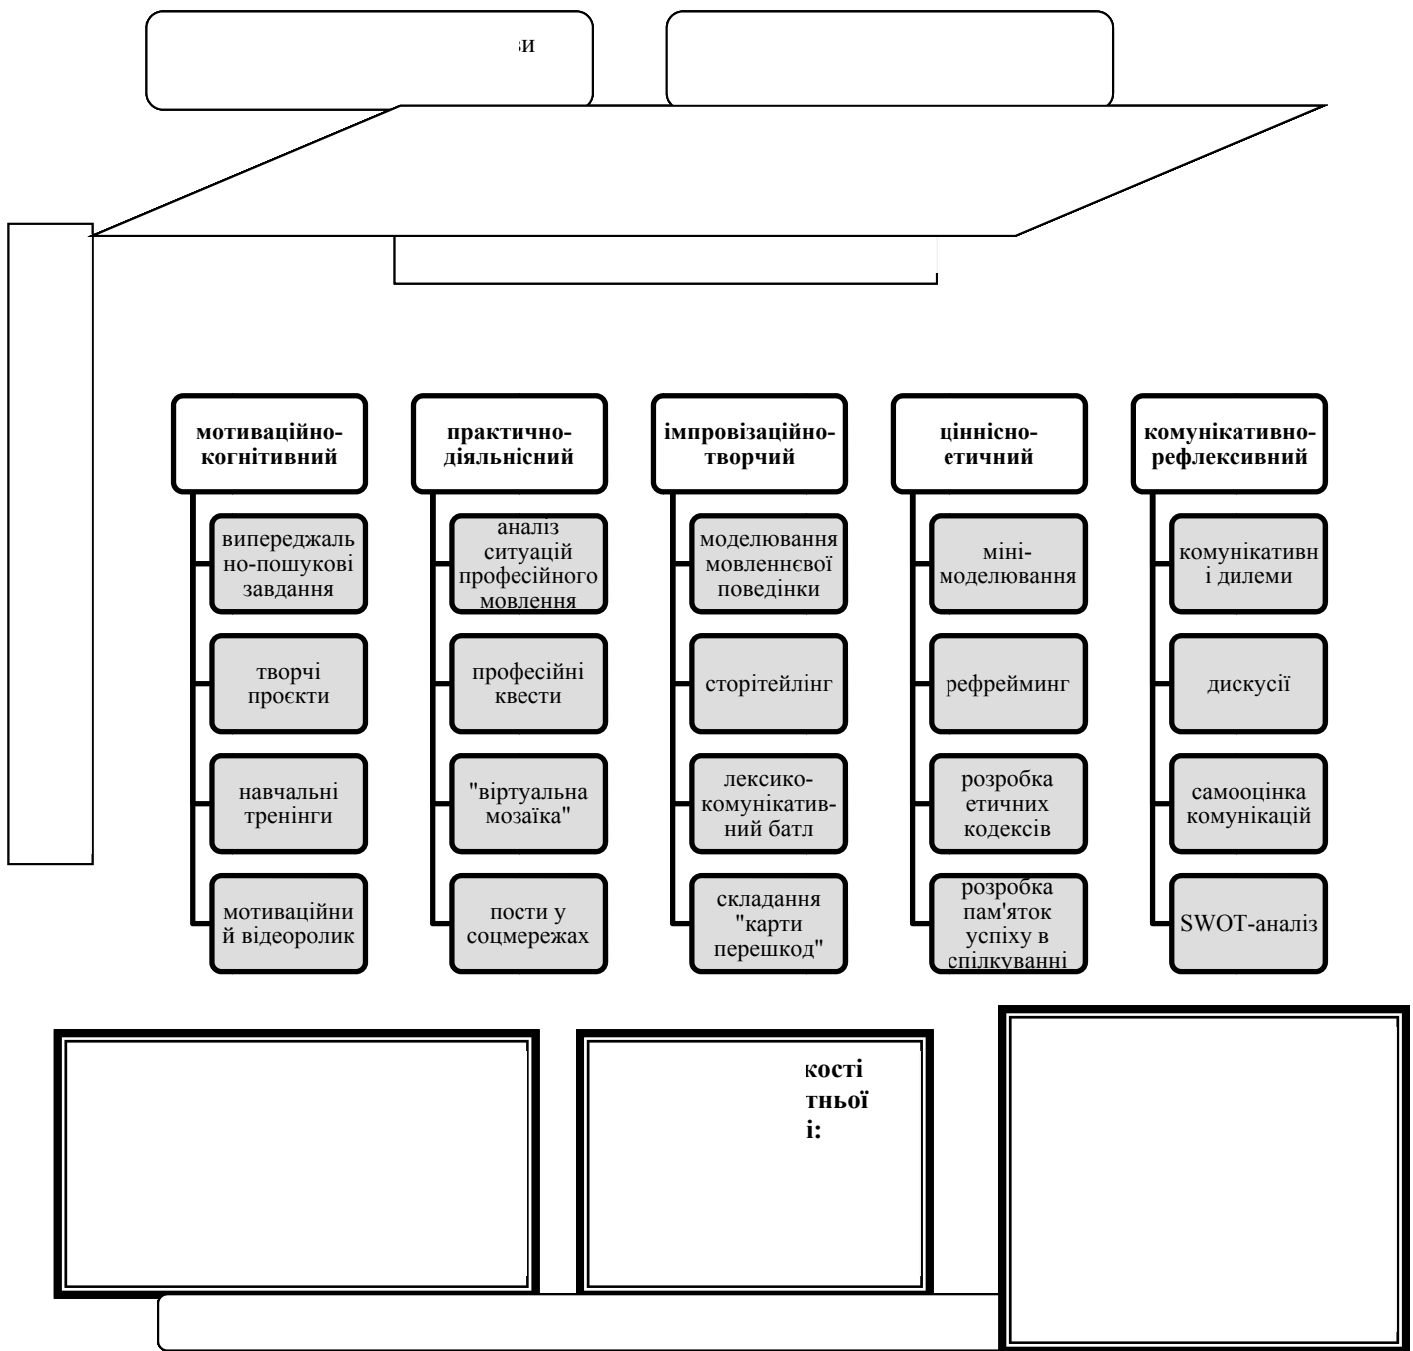 зи
мотиваційно-
когнітивний
випереджаль
но-пошукові
завдання
творчі
проєкти
навчальні
тренінги
мотиваційни
й відеоролик
практично-
діяльнісний
аналіз
ситуацій
професійного
мовлення
професійні
квести
"віртуальна
мозаїка"
пости у
соцмережах
імпровізаційно-
творчий
моделювання
мовленнєвої
поведінки
сторітейлінг
лексико-
комунікатив-
ний батл
складання
"карти
перешкод"
ціннісно-
етичний
міні-
моделювання
рефрейминг
розробка
етичних
кодексів
розробка
пам'яток
успіху в
спілкуванні
комунікативно-
рефлексивний
комунікативн
і дилеми
дискусії
самооцінка
комунікацій
SWOT-аналіз
кості
тньої
і: